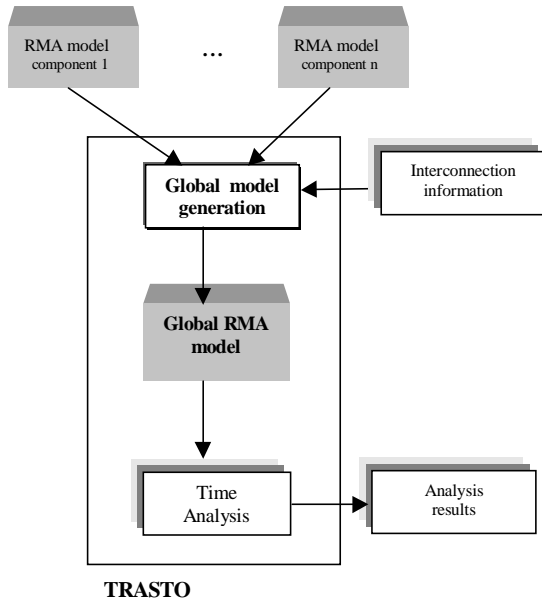 RMA model
component 1
...
RMA model
component n
Global model
generation
Interconnection
information
Global RMA
model
Time
Analysis
Analysis
results
TRASTO